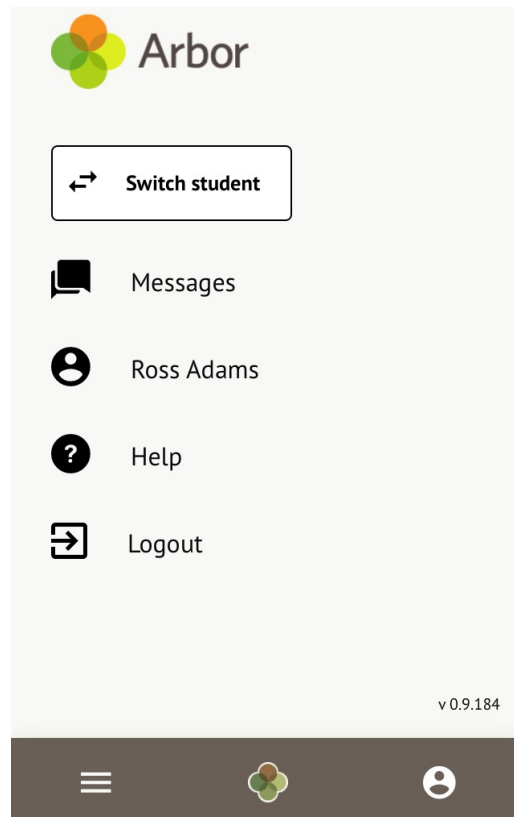 Arbor
Switch student
Messages
Ross Adams
? Help
Logout
v 0.9.184